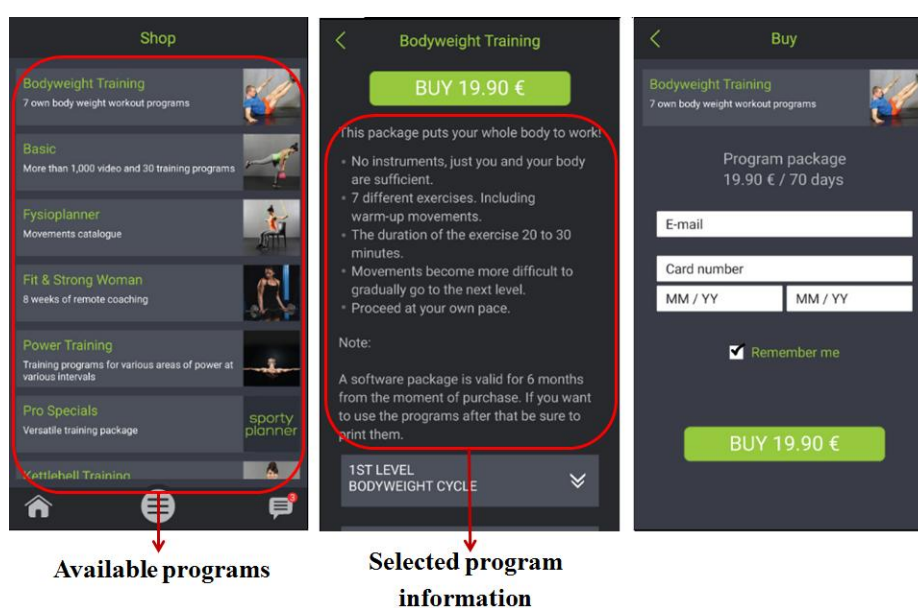 Shop
Bodyweight Training
7 own body weight workout programs
Basic
More than 1,000 video and 30 training programs
Fysioplanner
Movements catalogue
Fit & Strong Woman
8 weeks of remote coaching
Power Training
Training programs for various areas of power at
various intervals
Pro Specials
Versatile training package
sporty
planner
Kettlebell Training
3
Available programs
Bodyweight Training
BUY 19.90 €
This package puts your whole body to work!
• No instruments, just you and your body
are sufficient.
• 7 different exercises. Including
warm-up movements.
• The duration of the exercise 20 to 30
minutes.
• Movements become more difficult to
gradually go to the next level.
• Proceed at your own pace.
Note:
A software package is valid for 6 months
from the moment of purchase. If you want
to use the programs after that be sure to
print them.
1ST LEVEL
BODYWEIGHT CYCLE
Selected program
information
Buy
Bodyweight Training
7 own body weight workout programs
Program package
19.90 € / 70 days
E-mail
Card number
MM / YY
MM / YY
Remember me
BUY 19.90 €